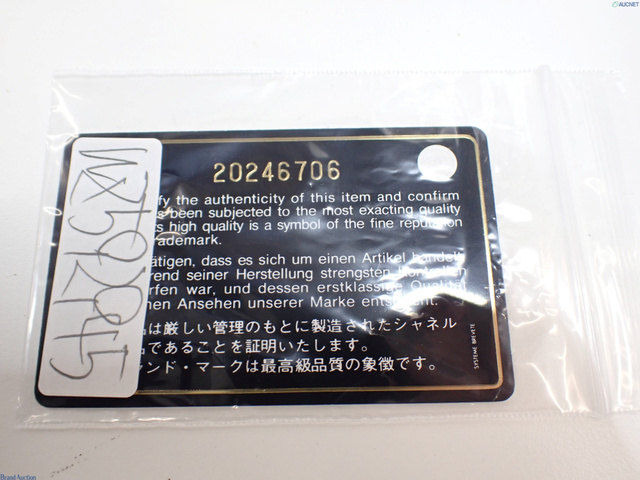 AUCNET
20246706
fy the authenticity of this item and confirm
s been subjected to the most exacting quality
s high quality is a symbol of the fine reputation
ademark.
tätigen, dass es sich um einen Artikel handelt
rend seiner Herstellung strengsten Kontrollen
rfen war, und dessen erstklassige Qualität
en Ansehen unserer Marke entspricht.
品は厳しい管理のもとに製造されたシャネル
品であることを証明いたします。
ランド・マークは最高級品質の象徴です。
SYSTEME BREVETE
Brand Auction